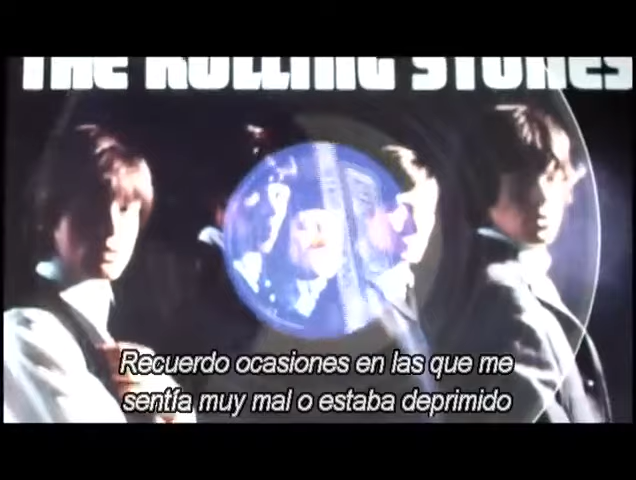 THE ROLLING STONES
Recuerdo ocasiones en las que me
sentía muy mal o estaba deprimido